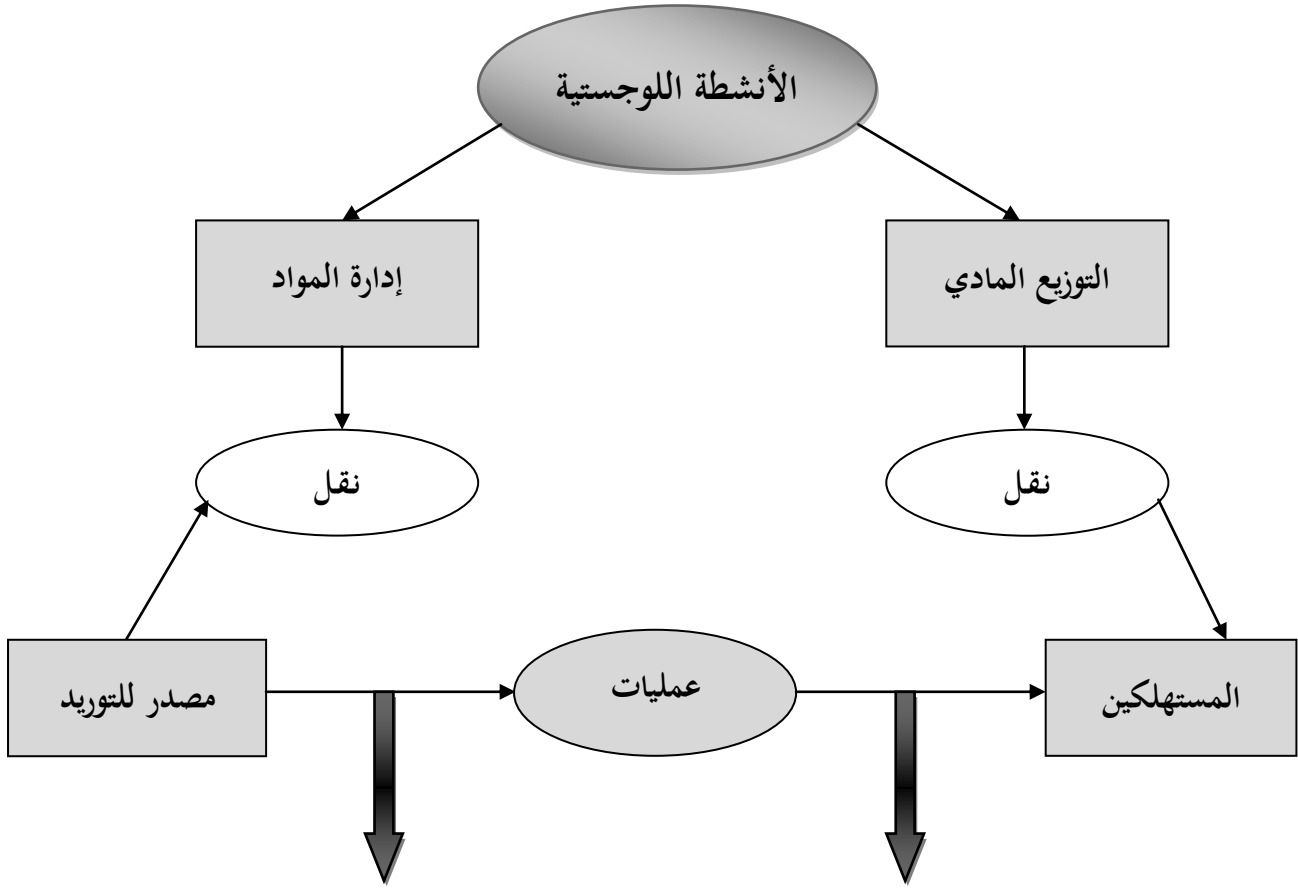 الأنشطة اللوجستية
التوزيع المادي
إدارة المواد
نقل
نقل
المستهلكين
عمليات
مصدر للتوريد